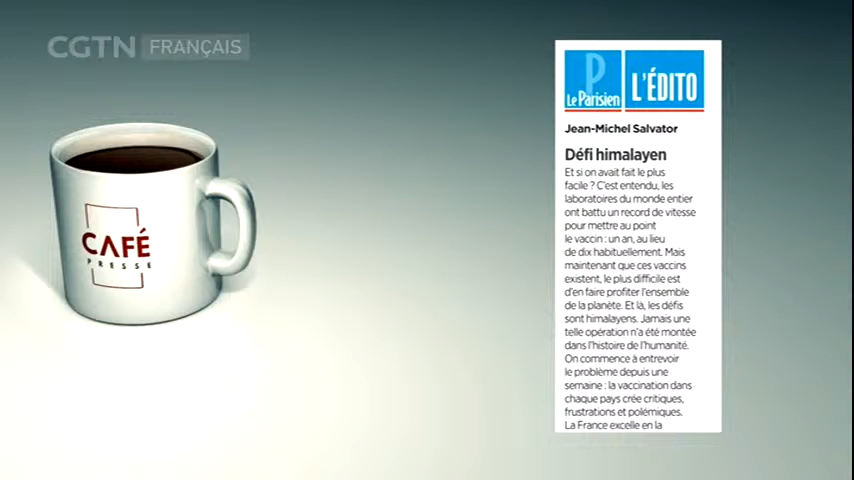 CGTN FRANÇAIS
CAFÉ
PRESSE
Le Parisien
L'ÉDITO
Jean-Michel Salvator
Défi himalayen
Et si on avait fait le plus
facile ? C'est entendu, les
laboratoires du monde entier
ont battu un record de vitesse
pour mettre au point
le vaccin : un an, au lieu
de dix habituellement. Mais
maintenant que ces vaccins
existent, le plus difficile est
d'en faire profiter l'ensemble
de la planète. Et là, les défis
sont himalayens. Jamais une
telle opération n'a été montée
dans l'histoire de l'humanité.
On commence à entrevoir
le problème depuis une
semaine : la vaccination dans
chaque pays crée critiques,
frustrations et polémiques.
La France excelle en la